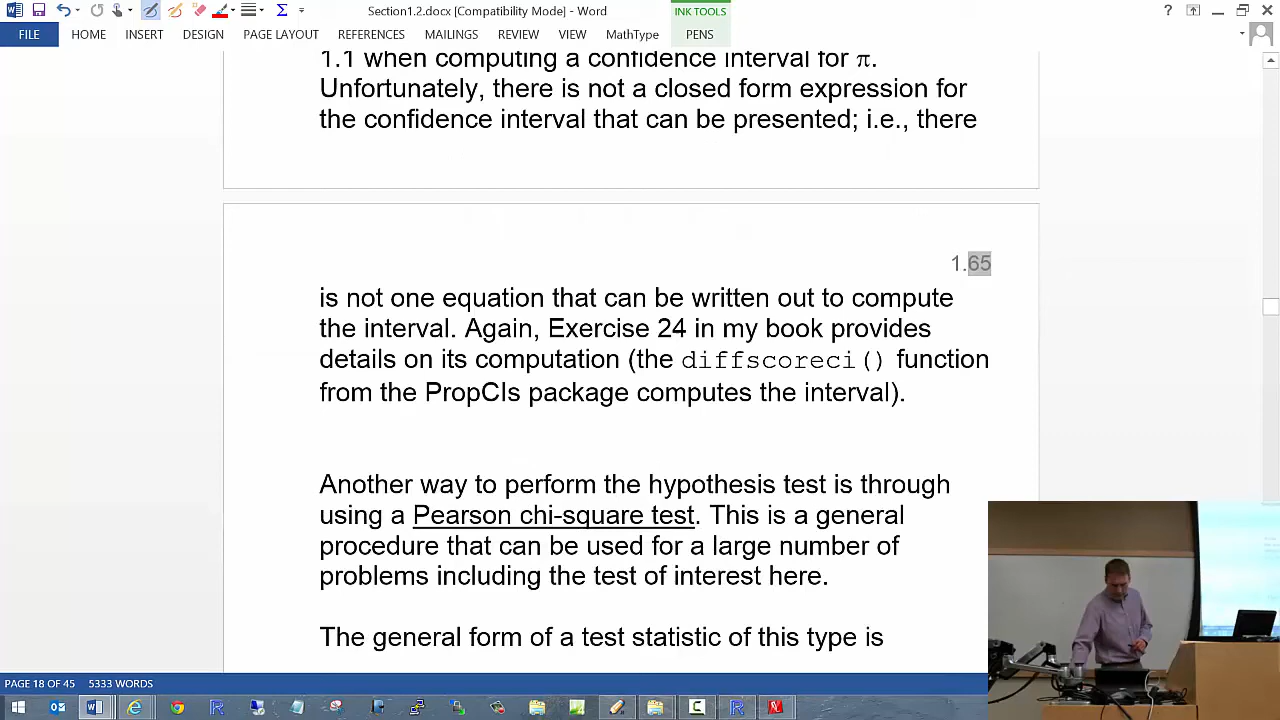 Section1.2.docx [Compatibility Mode] - Word
INK TOOLS
?
FILE HOME INSERT DESIGN PAGE LAYOUT REFERENCES MAILINGS REVIEW VIEW MathType PENS
1.1 when computing a confidence interval for π.
Unfortunately, there is not a closed form expression for
the confidence interval that can be presented; i.e., there
1.65
is not one equation that can be written out to compute
the interval. Again, Exercise 24 in my book provides
details on its computation (the diffscoreci() function
from the PropCIs package computes the interval).
Another way to perform the hypothesis test is through
using a Pearson chi-square test. This is a general
procedure that can be used for a large number of
problems including the test of interest here.
The general form of a test statistic of this type is
PAGE 18 OF 45 5333 WORDS